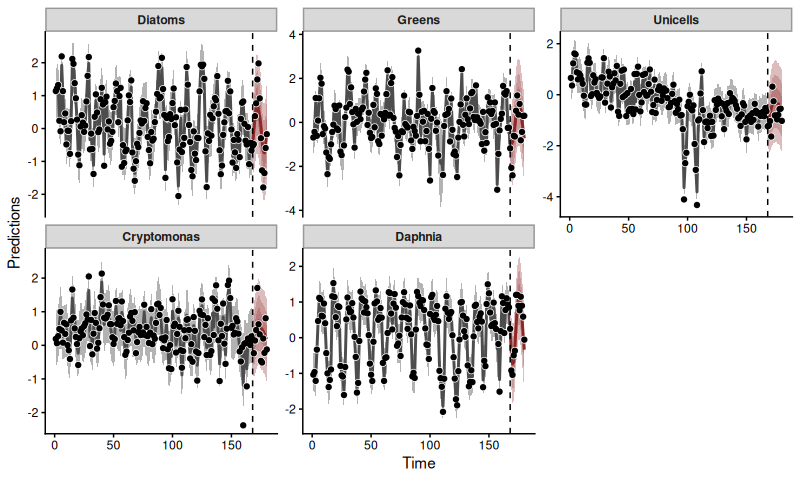 Diatoms Greens Unicells
4
2 2
2 1 0
1 0
0 -2
-1 -2
-2 -4 -4
0 50 100 150
Cryptomonas Daphnia
2 2
1 1
0 0
-1 -1
-2 -2
0 50 100 150 0 50 100 150
Time
Predictions